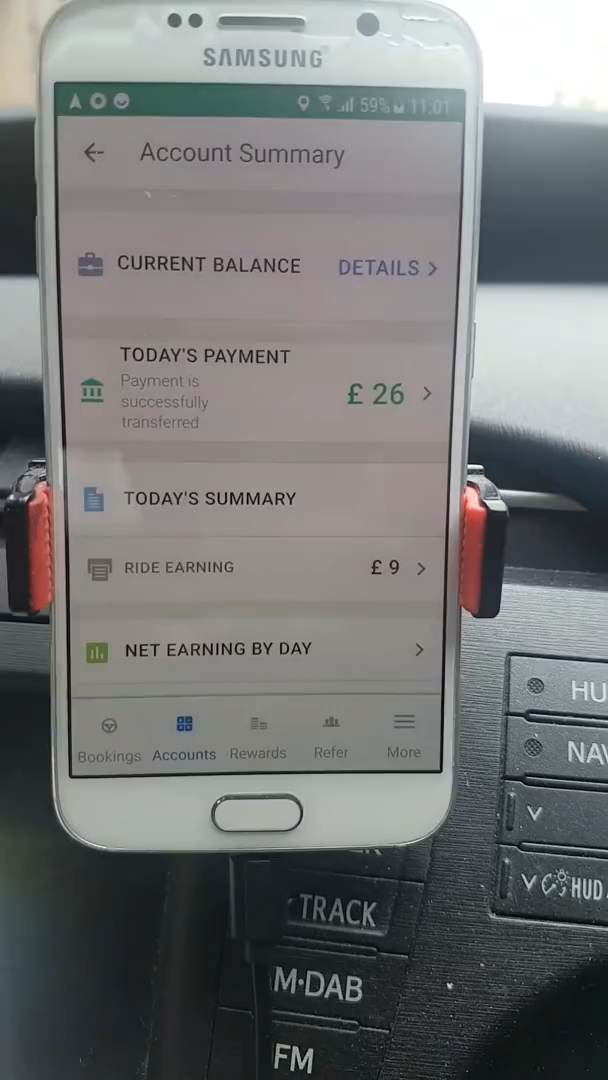 SAMSUNG
59% 11:01
Account Summary
CURRENT BALANCE DETAILS
TODAY'S PAYMENT
Payment is
successfully
transferred
£ 26
TODAY'S SUMMARY
RIDE EARNING £ 9
NET EARNING BY DAY
Bookings Accounts Rewards Refer More
HU
NAV
HUD
TRACK
M·DAB
FM